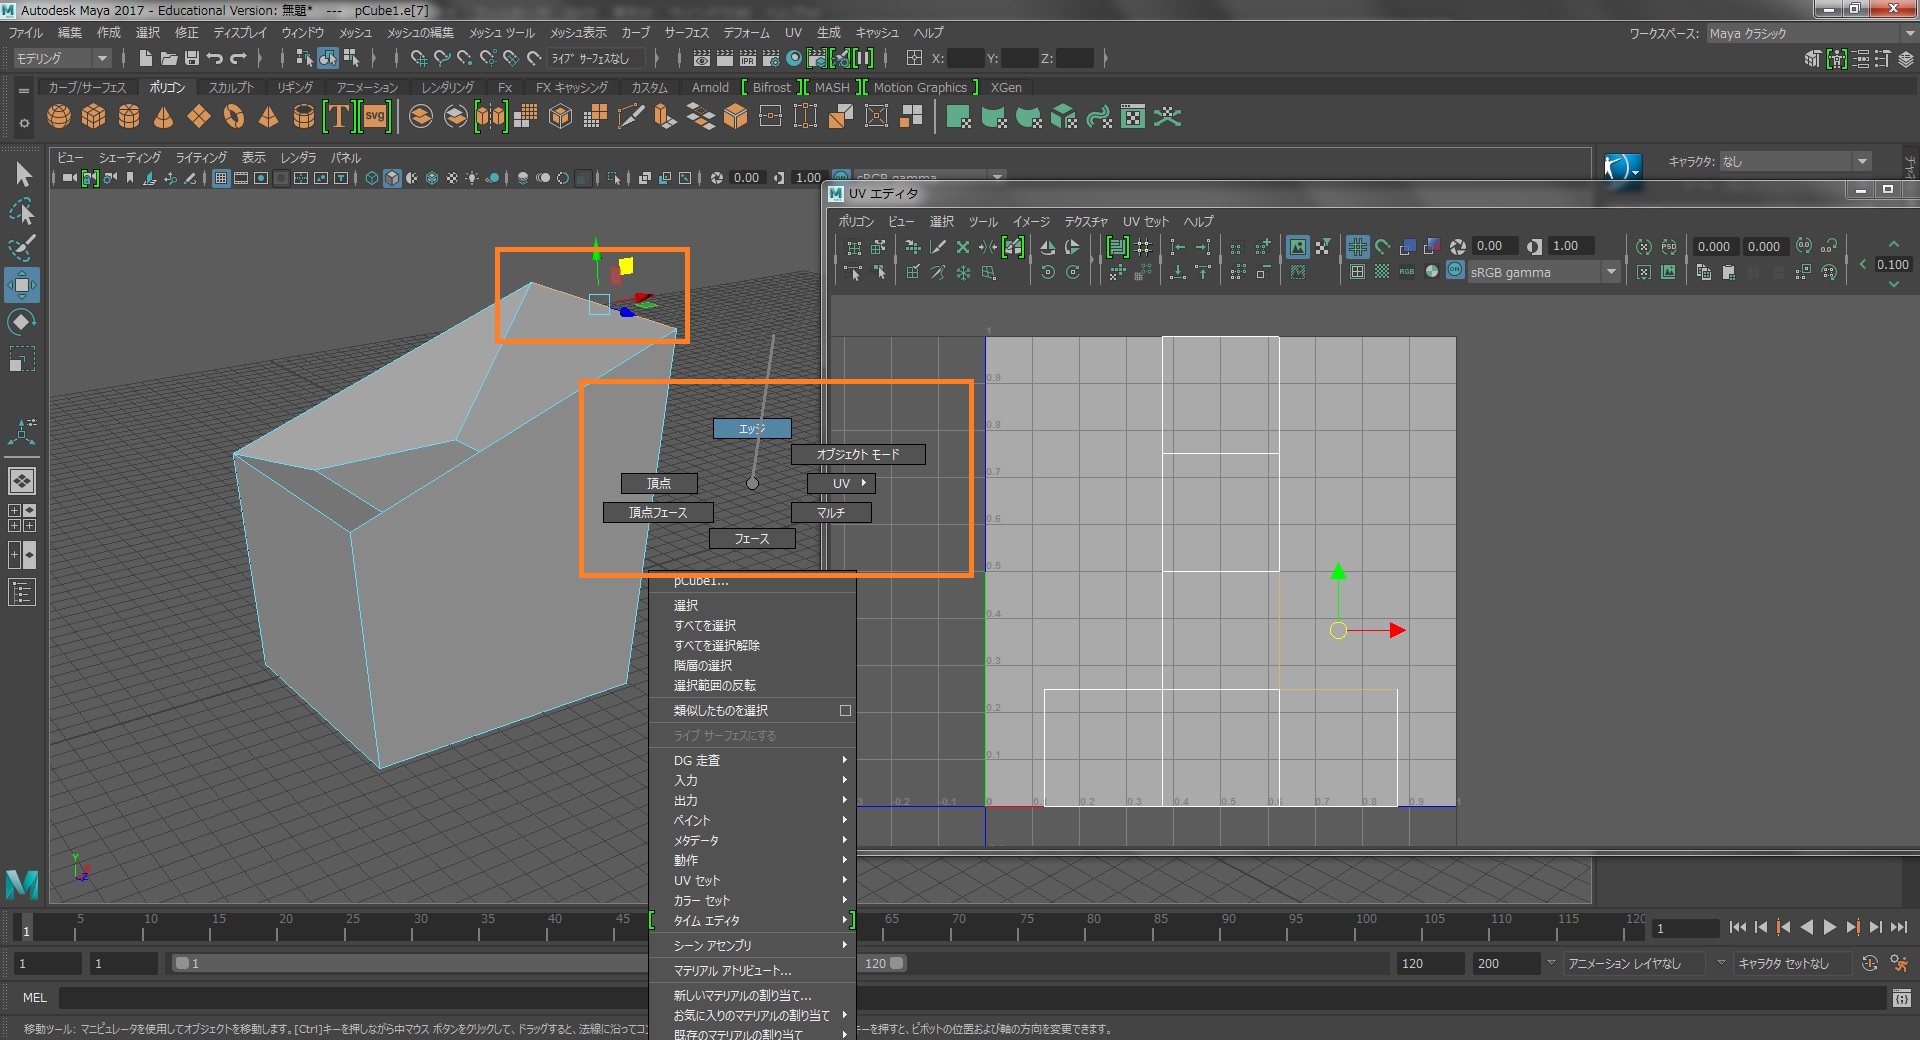 Autodesk Maya 2017 - Educational Version: 無題*   ---   pCube1.e[7]
ファイル 編集 作成 選択 修正 ディスプレイ ウィンドウ メッシュ メッシュの編集 メッシュ ツール メッシュ表示 カーブ サーフェス デフォーム UV 生成 キャッシュ ヘルプ
ワークスペース: Maya クラシック
モデリング
ライブ サーフェスなし
X: Y: Z:
カーブ/サーフェス ポリゴン スカルプト リギング アニメーション レンダリング Fx FX キャッシング カスタム Arnold Bifrost MASH Motion Graphics XGen
T svg
ビュー シェーディング ライティング 表示 レンダラ パネル
キャラクタ: なし
0.00 1.00 sRGB gamma
UV エディタ
ポリゴン ビュー 選択 ツール イメージ テクスチャ UV セット ヘルプ
0.00 1.00 0.000 0.000
RGB ON sRGB gamma 0.100
エッジ
オブジェクト モード
頂点 UV
頂点フェース マルチ
フェース
pCube1...
選択
すべてを選択
すべてを選択解除
階層の選択
選択範囲の反転
類似したものを選択
ライブ サーフェスにする
DG 走査
入力
出力
ペイント
メタデータ
動作
UV セット
カラー セット
タイム エディタ
シーン アセンブリ
マテリアル アトリビュート...
新しいマテリアルの割り当て...
お気に入りのマテリアルの割り当て
既存のマテリアルの割り当て
1
0.9
0.8
0.7
0.6
0.5
0.4
0.3
0.2
0.1
-0.2 -0.1 0 0.1 0.2 0.3 0.4 0.5 0.6 0.7 0.8 0.9 1
Y
Z
5 10 15 20 25 30 35 40 45 65 70 75 80 85 90 95 100 105 110 115 120
1
1
1 1 1 120 120 200 アニメーション レイヤなし キャラクタ セットなし
MEL
移動ツール: マニピュレータを使用してオブジェクトを移動します。[Ctrl]キーを押しながら中マウス ボタンをクリックして、ドラッグすると、法線に沿ってコン
キーを押すと、ピボットの位置および軸の方向を変更できます。